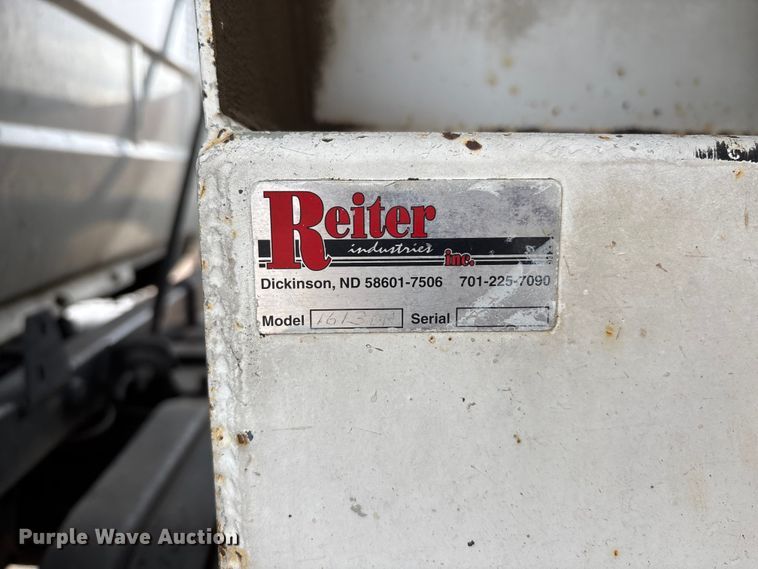 Reiter
industries
inc.
Dickinson, ND 58601-7506 701-225-7090
Model Serial
Purple Wave Auction®